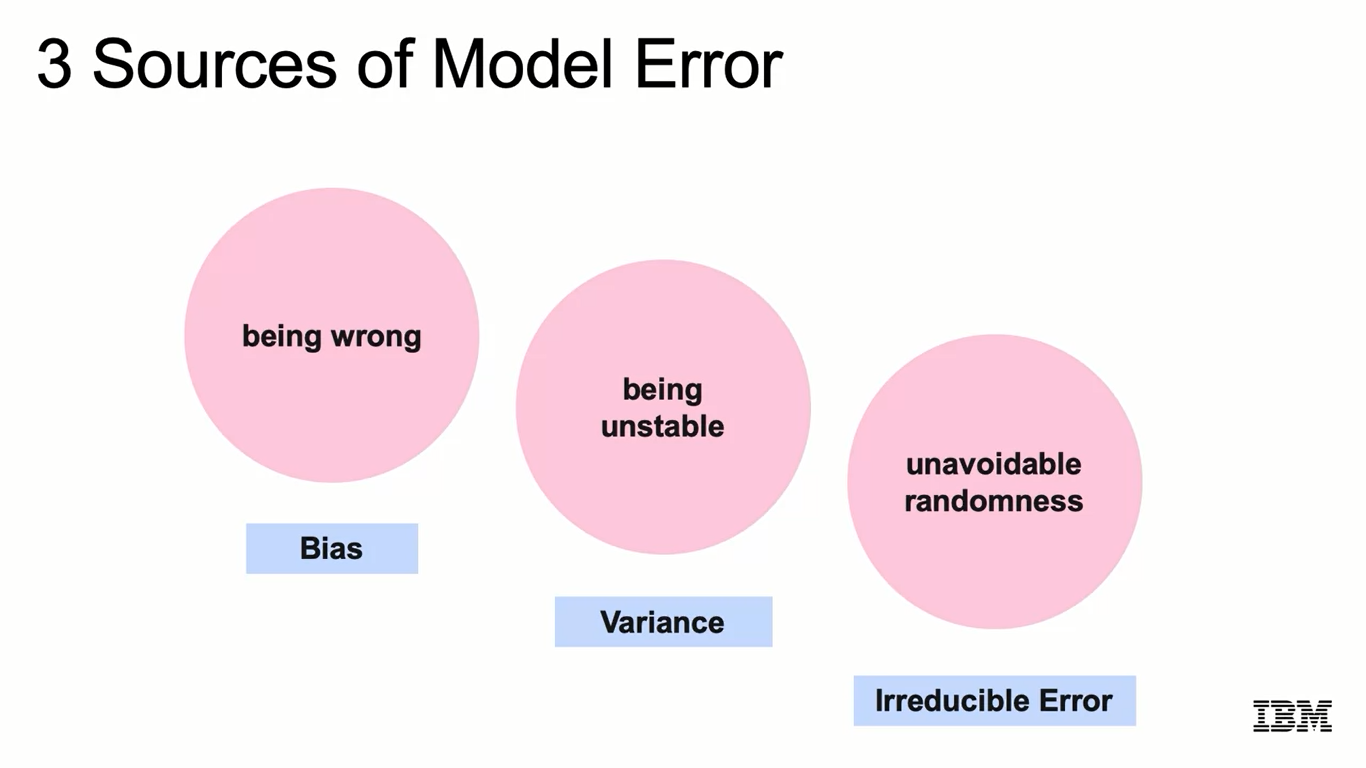 3 Sources of Model Error
being wrong
Bias
being
unstable
Variance
unavoidable
randomness
Irreducible Error
IBM